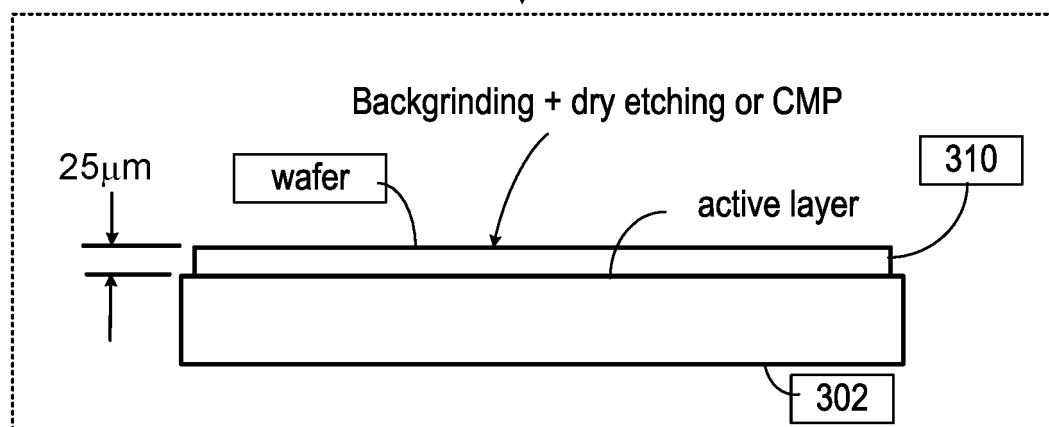 Backgrinding + dry etching or CMP
25μm
wafer
310
active layer
302